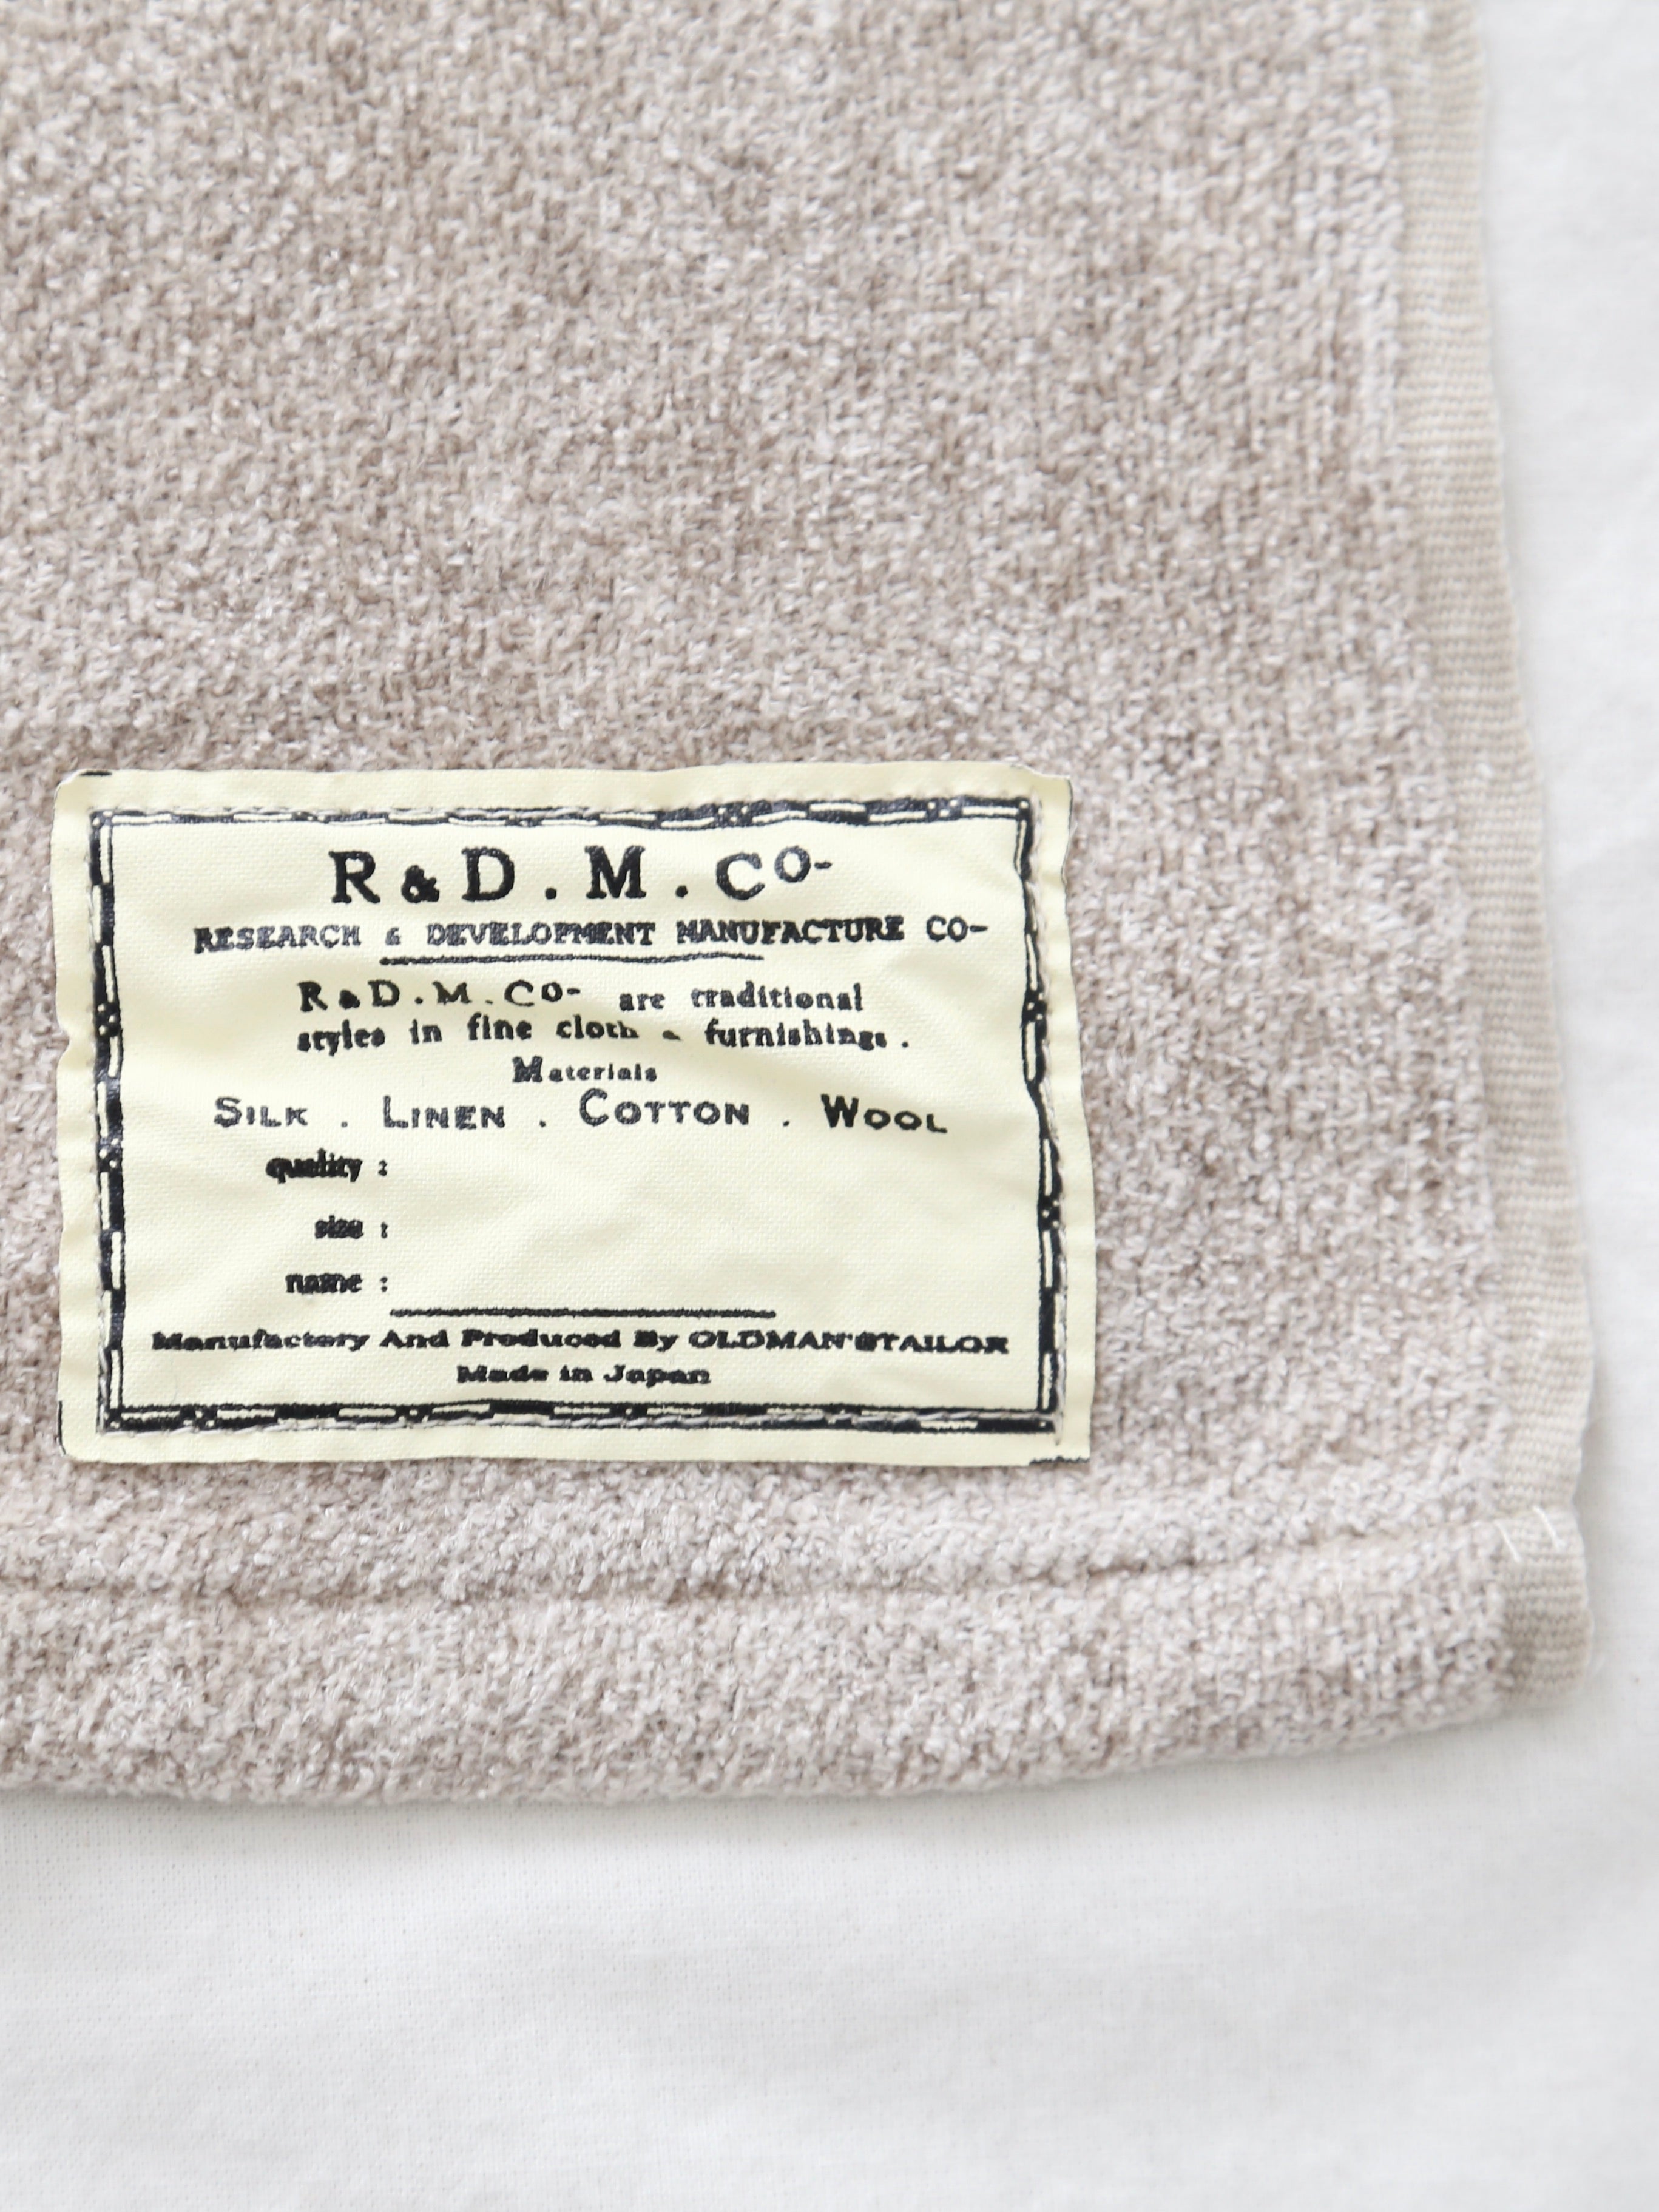 R & D . M . Co-
RESEARCH & DEVELOPMENT MANUFACTURE CO-
R & D . M . Co- are traditional
styles in fine cloth & furnishings .
Materials
SILK . LINEN . COTTON . WOOL
quality :
size :
name :
Manufactory And Produced By OLDMAN'STAILOR
Made in Japan